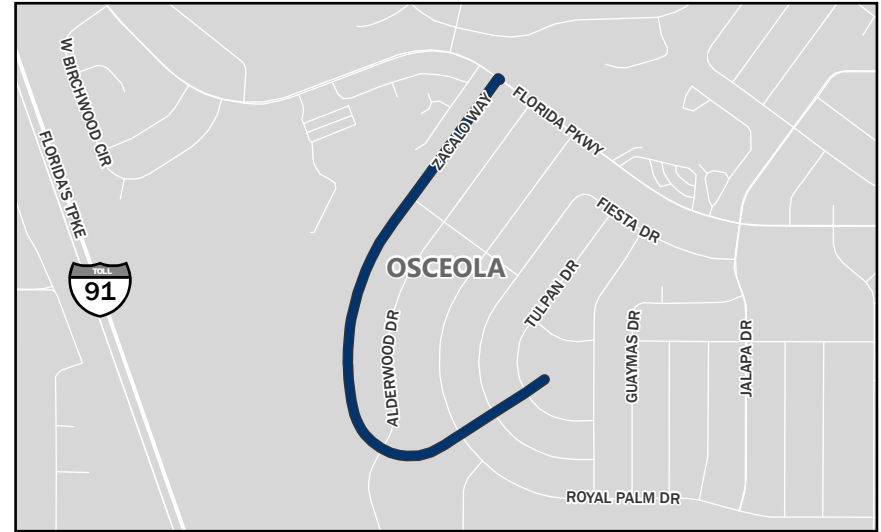 W BIRCHWOOD CIR
FLORIDA'S TPKE
TOLL
91
ZACALO WAY
FLORIDA PKWY
FIESTA DR
OSCEOLA
TULPAN DR
ALDERWOOD DR
GUAYMAS DR
JALAPA DR
ROYAL PALM DR